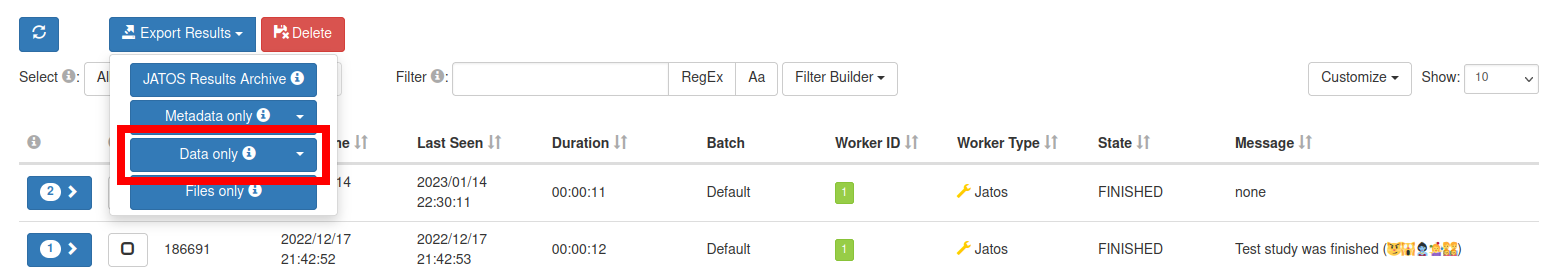 Export Results Delete
Select : Al Filter : RegEx Aa Filter Builder Customize Show: 10
JATOS Results Archive
Metadata only
Data only
Files only
me Last Seen Duration Batch Worker ID Worker Type State Message
2 14 2023/01/14 22:30:11 00:00:11 Default 1 Jatos FINISHED none
1 186691 2022/12/17 21:42:52 2022/12/17 21:42:53 00:00:12 Default 1 Jatos FINISHED Test study was finished ()